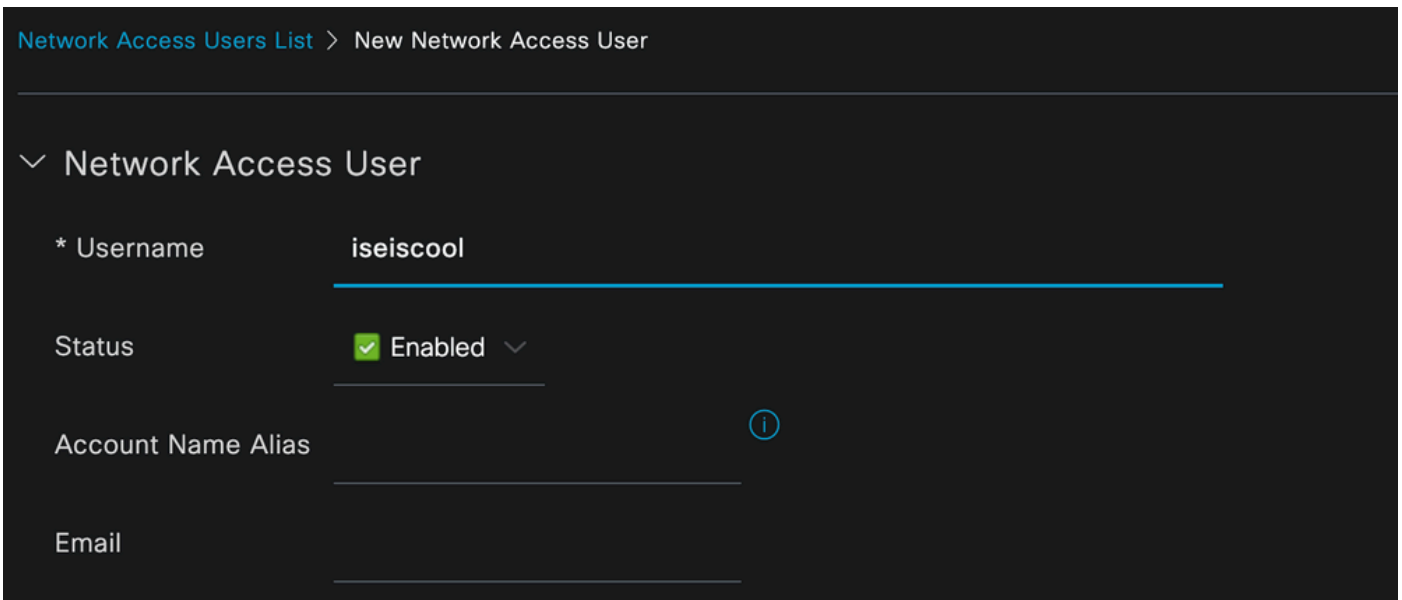 Network Access Users List > New Network Access User
Network Access User
* Username iseiscool
Status Enabled
Account Name Alias
Email